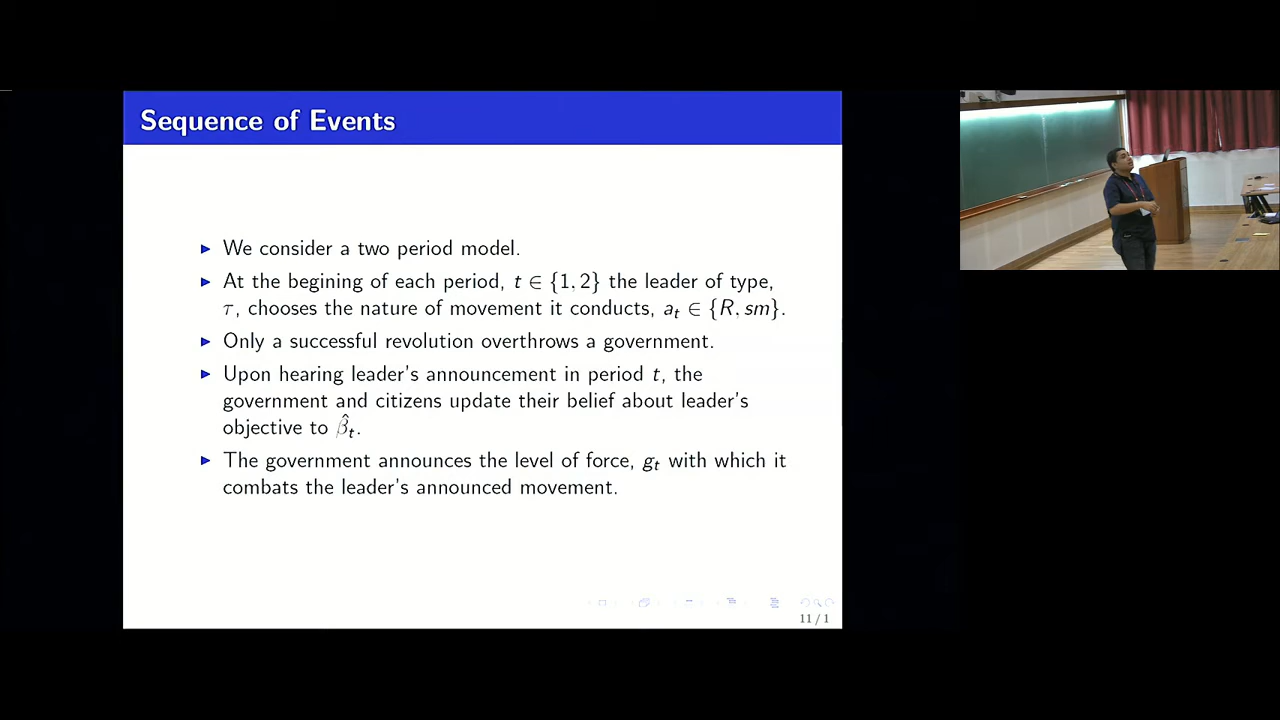 Sequence of Events
▶ We consider a two period model.
▶ At the begining of each period, t ∈ {1, 2} the leader of type,
τ, chooses the nature of movement it conducts, aₜ ∈ {R, sm}.
▶ Only a successful revolution overthrows a government.
▶ Upon hearing leader's announcement in period t, the
government and citizens update their belief about leader's
objective to β̂ₜ.
▶ The government announces the level of force, gₜ with which it
combats the leader's announced movement.
11 / 1